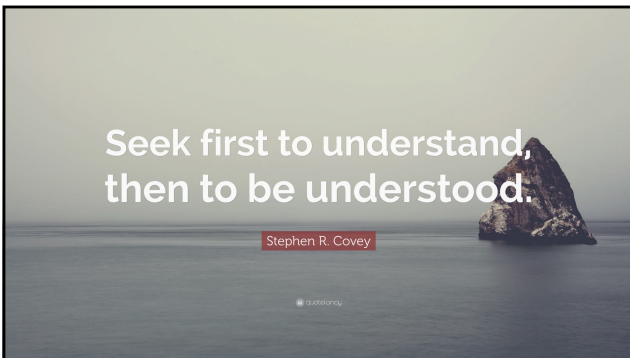 Seek first to understand,
then to be understood.
Stephen R. Covey
quotefancy